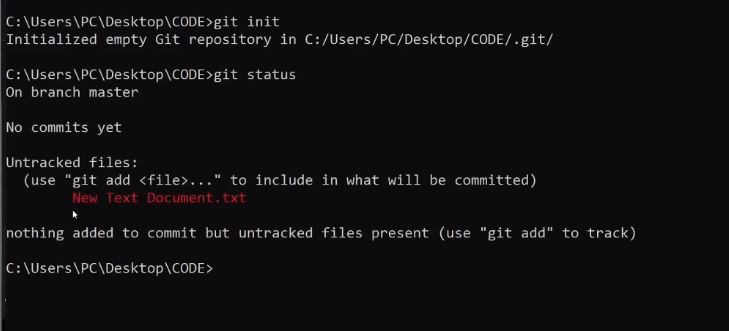 C:\Users\PC\Desktop\CODE>git init
Initialized empty Git repository in C:/Users/PC/Desktop/CODE/.git/
C:\Users\PC\Desktop\CODE>git status
On branch master
No commits yet
Untracked files:
  (use "git add <file>..." to include in what will be committed)
        New Text Document.txt
nothing added to commit but untracked files present (use "git add" to track)
C:\Users\PC\Desktop\CODE>